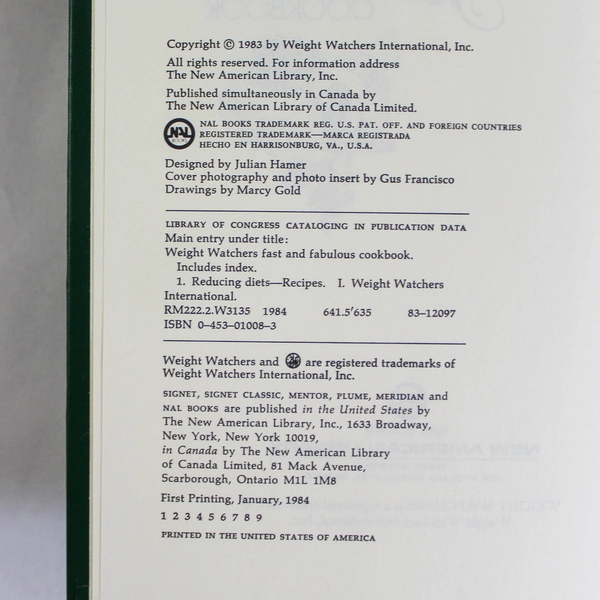 COOKBOOK
Copyright © 1983 by Weight Watchers International, Inc.
All rights reserved. For information address
The New American Library, Inc.
Published simultaneously in Canada by
The New American Library of Canada Limited.
NAL BOOKS
NAL BOOKS TRADEMARK REG. U.S. PAT. OFF. AND FOREIGN COUNTRIES
REGISTERED TRADEMARK—MARCA REGISTRADA
HECHO EN HARRISONBURG, VA., U.S.A.
Designed by Julian Hamer
Cover photography and photo insert by Gus Francisco
Drawings by Marcy Gold
LIBRARY OF CONGRESS CATALOGING IN PUBLICATION DATA
Main entry under title:
Weight Watchers fast and fabulous cookbook.
Includes index.
1. Reducing diets—Recipes. I. Weight Watchers
International.
RM222.2.W3135 1984 641.5′635 83–12097
ISBN 0–453–01008–3
Weight Watchers and are registered trademarks of
Weight Watchers International, Inc.
SIGNET, SIGNET CLASSIC, MENTOR, PLUME, MERIDIAN and
NAL BOOKS are published in the United States by
The New American Library, Inc., 1633 Broadway,
New York, New York 10019,
in Canada by The New American Library
of Canada Limited, 81 Mack Avenue,
Scarborough, Ontario M1L 1M8
First Printing, January, 1984
1 2 3 4 5 6 7 8 9
PRINTED IN THE UNITED STATES OF AMERICA